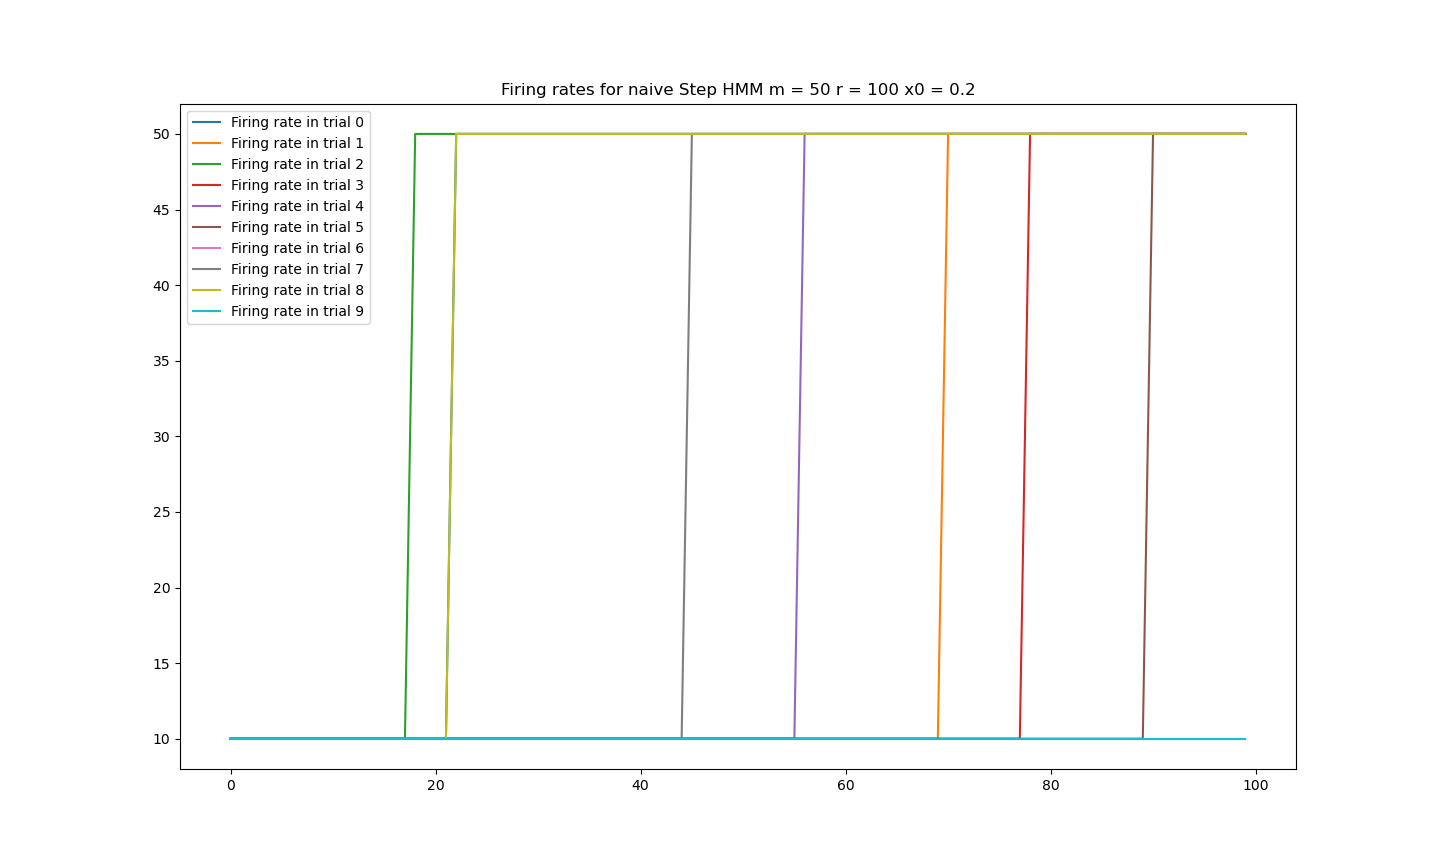 Firing rates for naive Step HMM m = 50 r = 100 x0 = 0.2
Firing rate in trial 0
Firing rate in trial 1
Firing rate in trial 2
Firing rate in trial 3
Firing rate in trial 4
Firing rate in trial 5
Firing rate in trial 6
Firing rate in trial 7
Firing rate in trial 8
Firing rate in trial 9
50
45
40
35
30
25
20
15
10
0 20 40 60 80 100